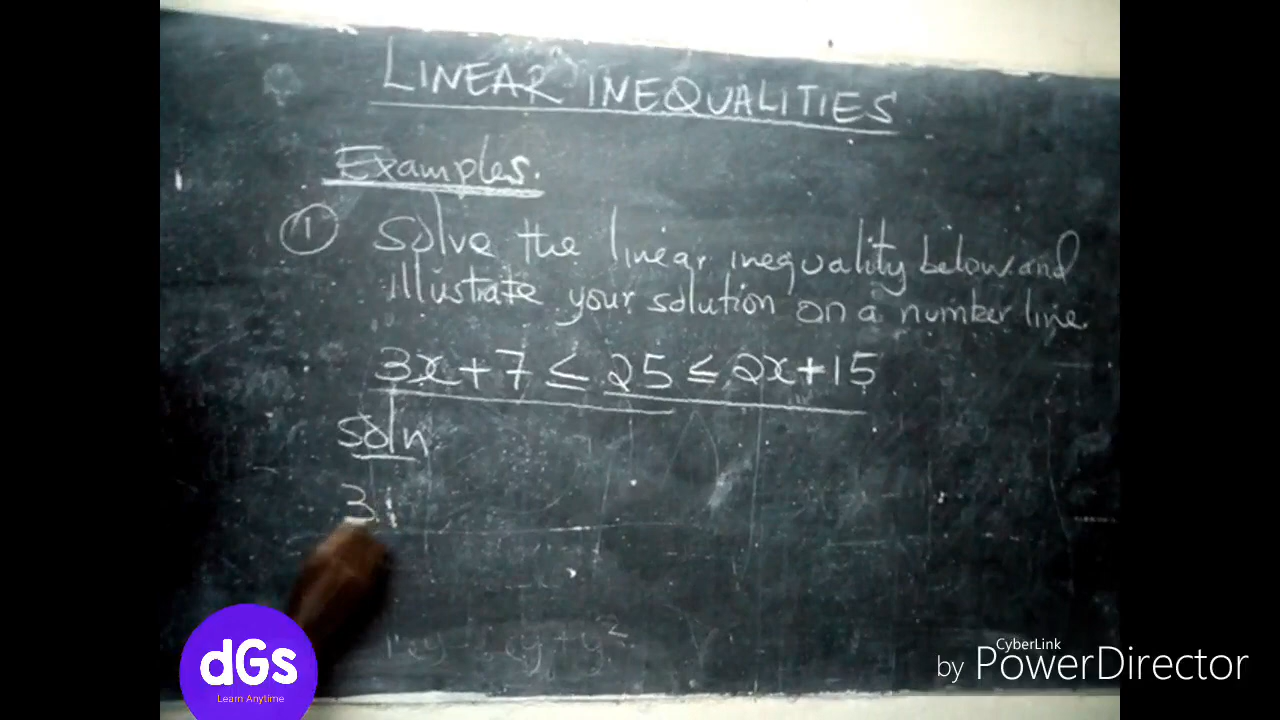 LINEAR INEQUALITIES
Examples.
① Solve the linear inequality below and
illustrate your solution on a number line.
3x+7 ≤ 25 ≤ 2x+15
soln
3
dGs
Learn Anytime
CyberLink
by PowerDirector